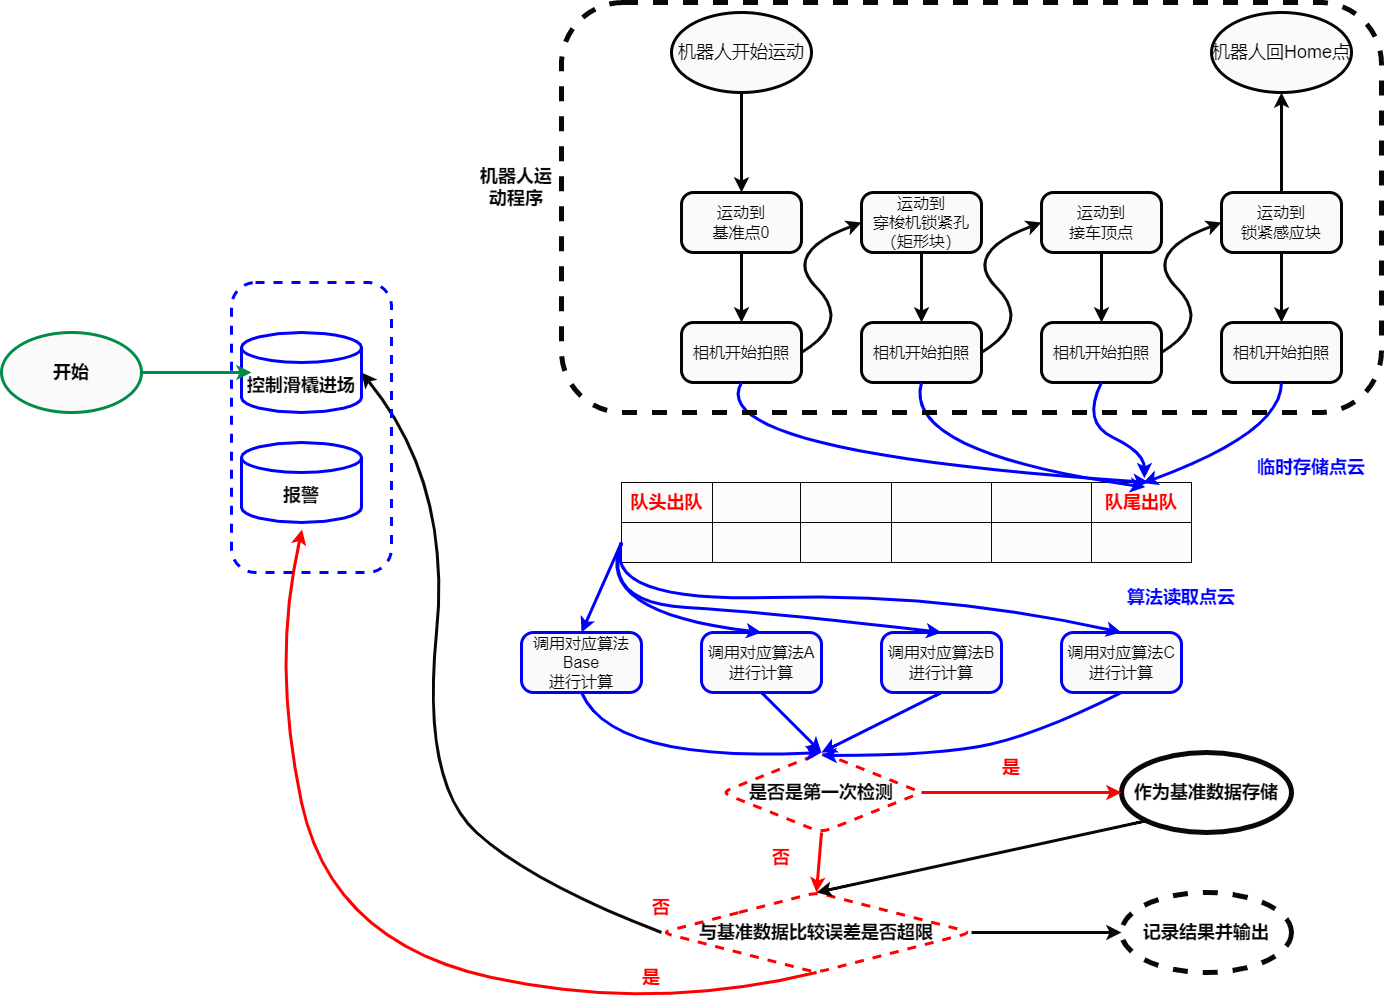 机器人开始运动
机器人回Home点
机器人运
动程序
运动到
基准点0
运动到
穿梭机锁紧孔
（矩形块）
运动到
接车顶点
运动到
锁紧感应块
相机开始拍照
相机开始拍照
相机开始拍照
相机开始拍照
开始
控制滑橇进场
报警
临时存储点云
队头出队
队尾出队
算法读取点云
调用对应算法
Base
进行计算
调用对应算法A
进行计算
调用对应算法B
进行计算
调用对应算法C
进行计算
是否是第一次检测
是
作为基准数据存储
否
否
与基准数据比较误差是否超限
记录结果并输出
是